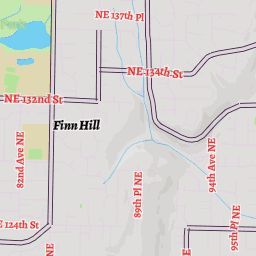 NE 137th Pl
Park
NE 134th St
NE 132nd St
Finn Hill
82nd Ave NE
89th Pl NE
94th Ave NE
95th Pl NE
NE 124th St